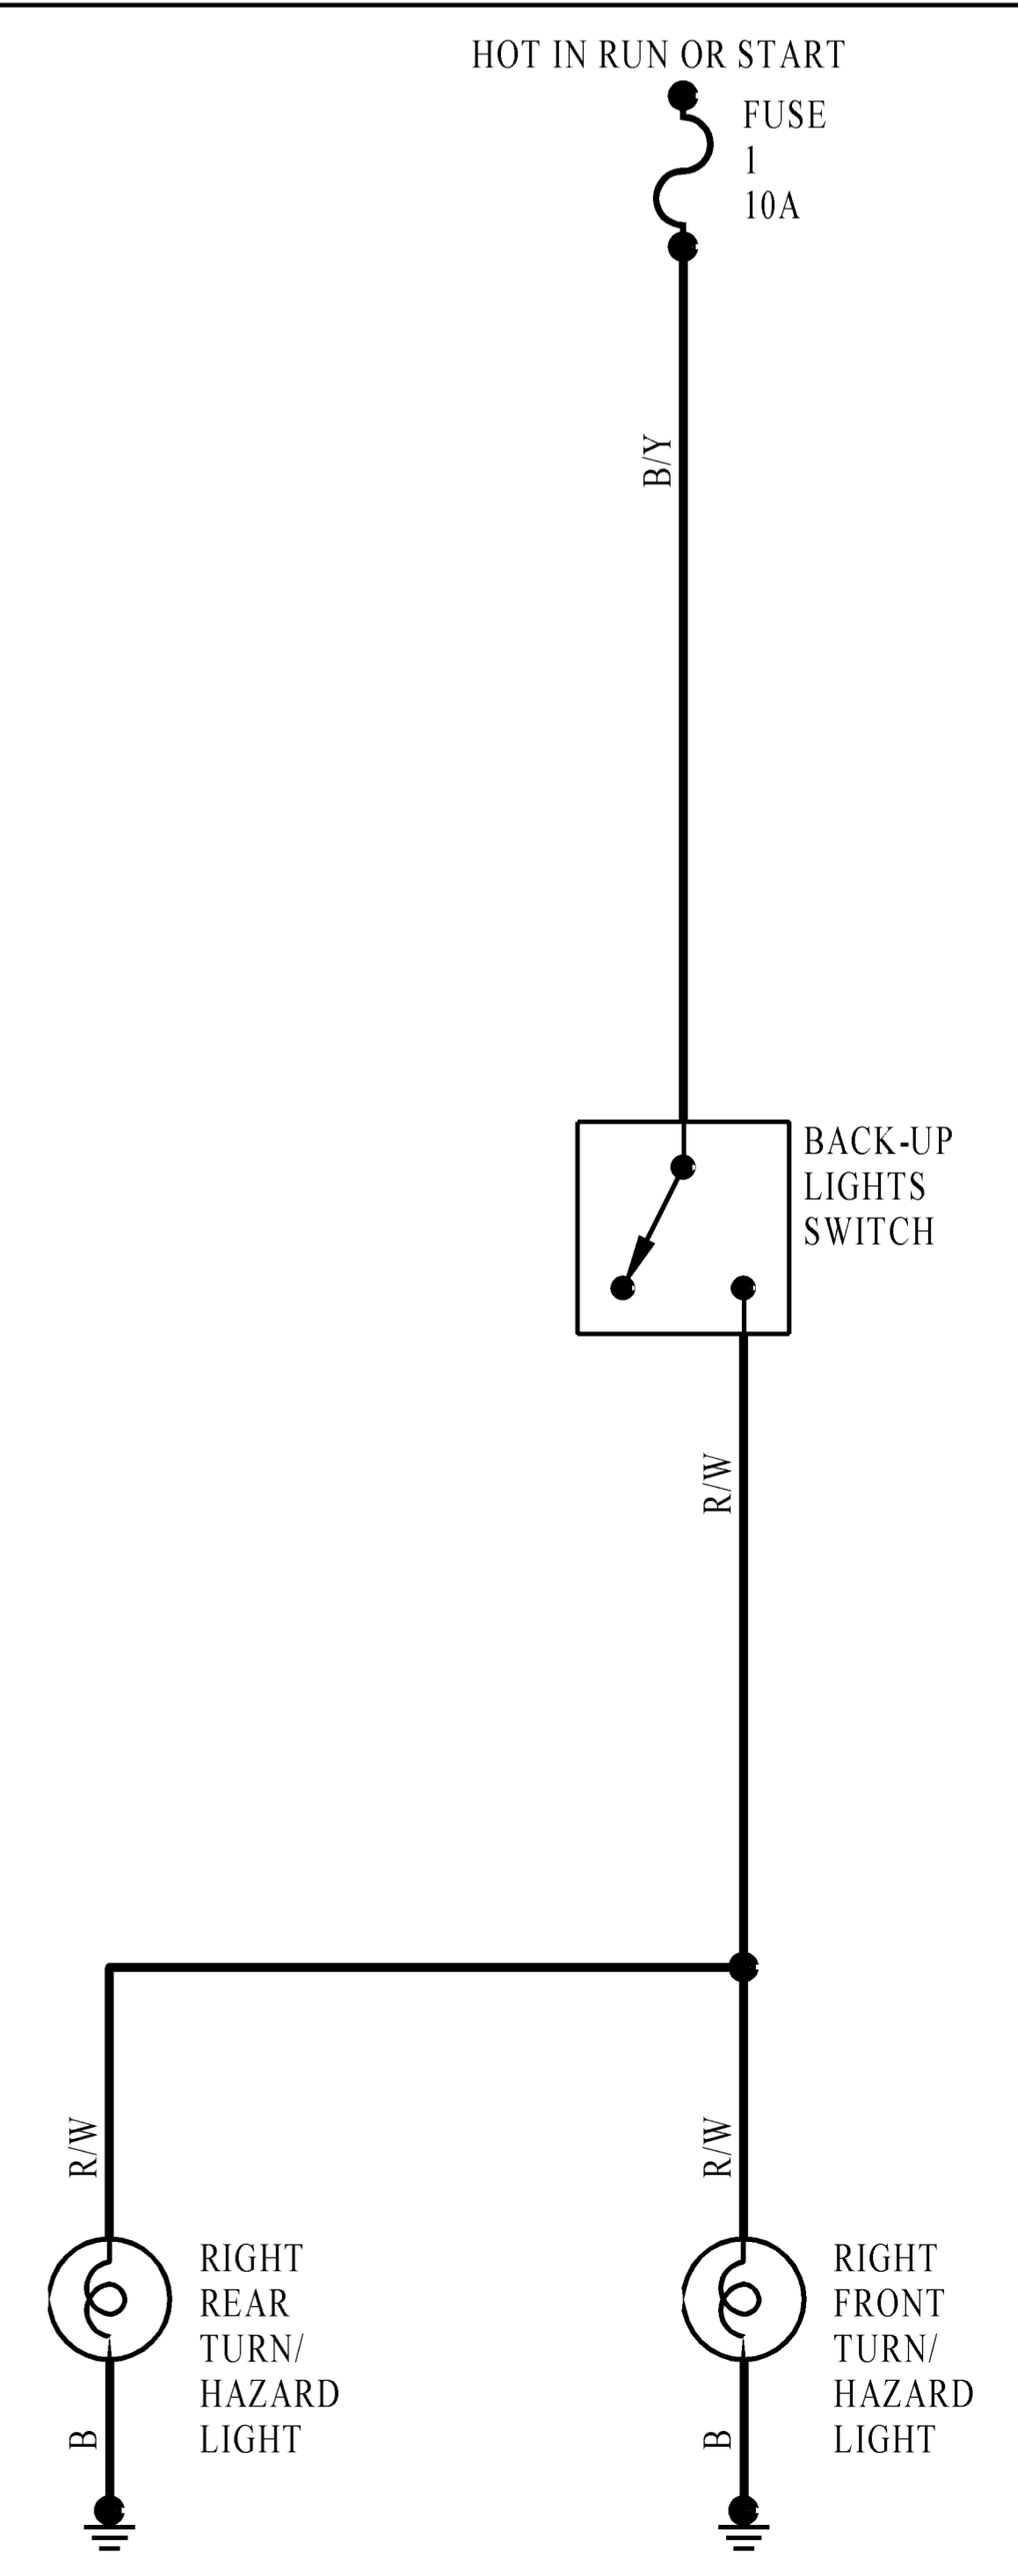 HOT IN RUN OR START
FUSE
1
10A
B/Y
BACK-UP
LIGHTS
SWITCH
R/W
R/W
R/W
RIGHT
REAR
TURN/
HAZARD
LIGHT
RIGHT
FRONT
TURN/
HAZARD
LIGHT
B
B